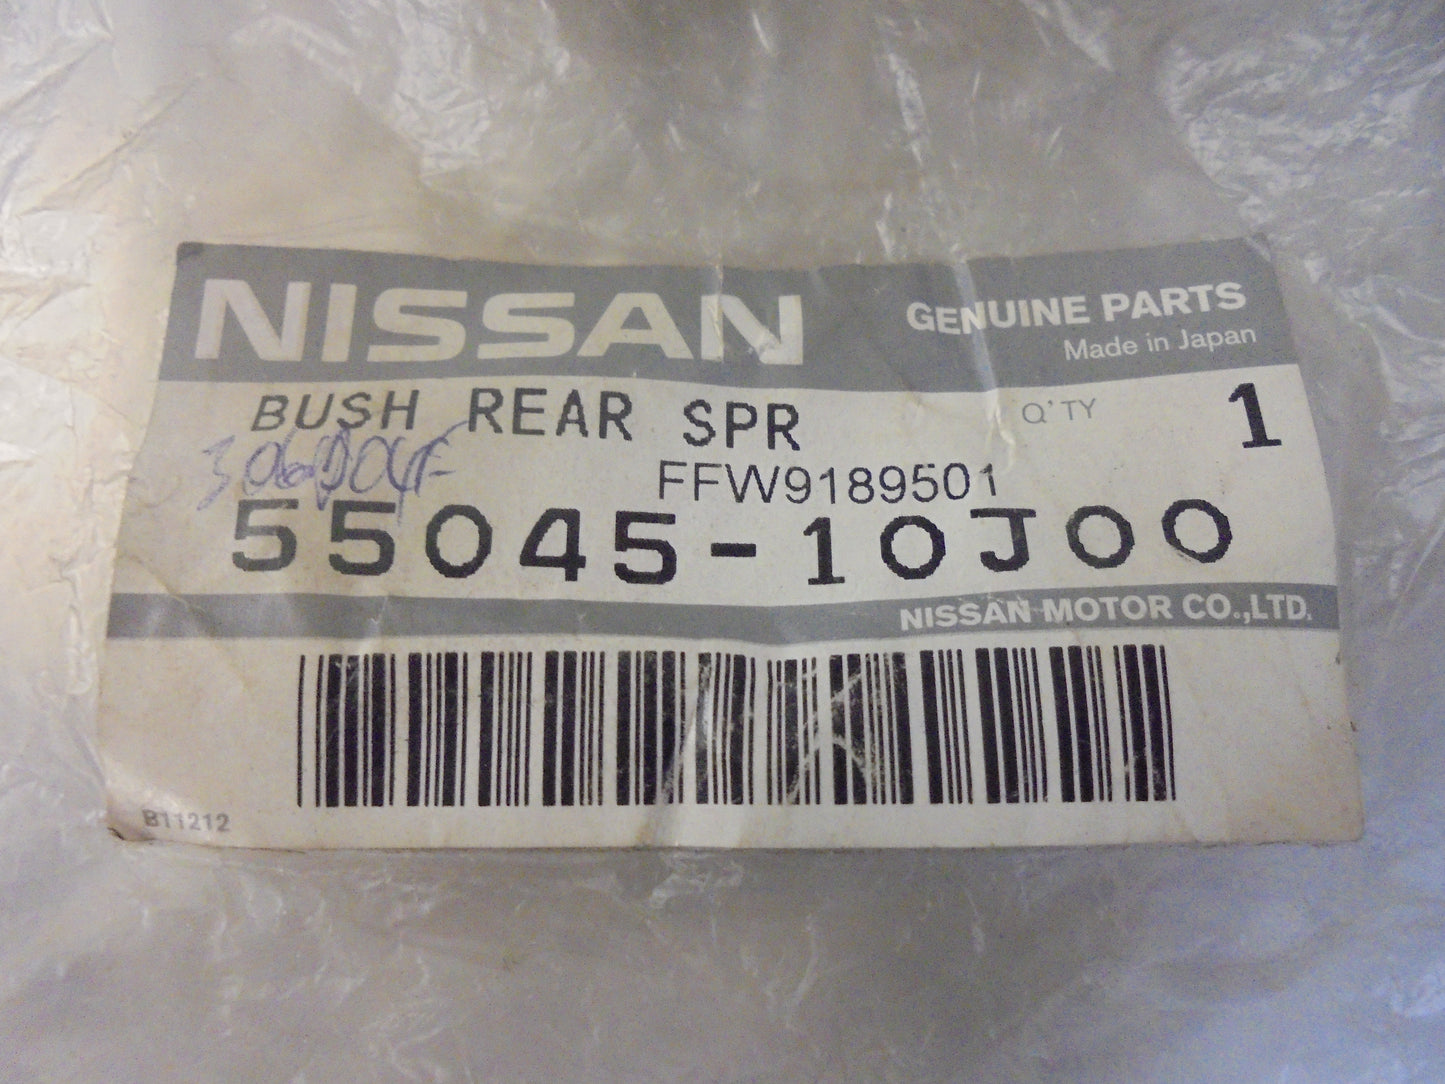 NISSAN
GENUINE PARTS
Made in Japan
BUSH REAR SPR
Q'TY 1
FFW9189501
55045-10J00
NISSAN MOTOR CO.,LTD.
B11212